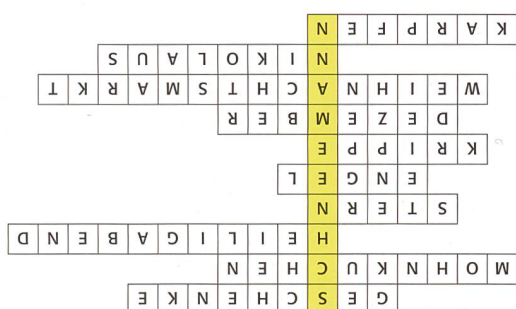 GESCHENKE
MOHNKUCHEN
HEILIGABEND
STERN
ENGEL
KRIPPE
DEZEMBER
WEIHNACHTSMARKT
NIKOLAUS
KARPFEN